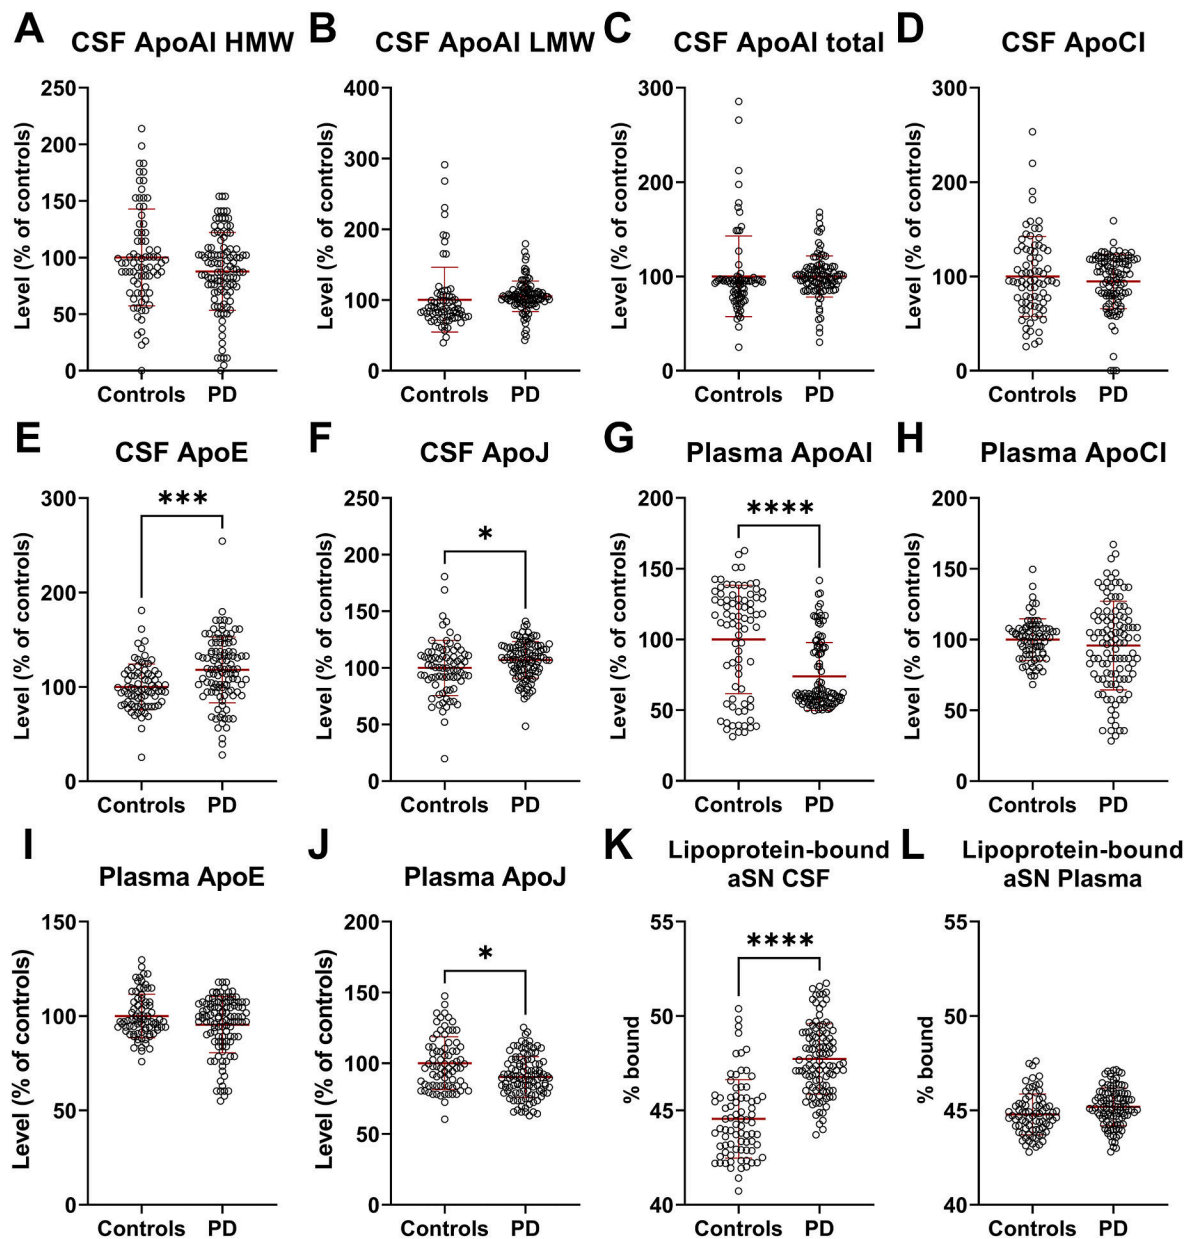 A CSF ApoAI HMW
Level (% of controls)
250
200
150
100
50
0
Controls PD
B CSF ApoAI LMW
Level (% of controls)
400
300
200
100
0
Controls PD
C CSF ApoAI total
Level (% of controls)
300
200
100
0
Controls PD
D CSF ApoCI
Level (% of controls)
300
200
100
0
Controls PD
E CSF ApoE
Level (% of controls)
300
200
100
0
***
Controls PD
F CSF ApoJ
Level (% of controls)
250
200
150
100
50
0
*
Controls PD
G Plasma ApoAI
Level (% of controls)
200
150
100
50
0
****
Controls PD
H Plasma ApoCI
Level (% of controls)
200
150
100
50
0
Controls PD
I Plasma ApoE
Level (% of controls)
150
100
50
0
Controls PD
J Plasma ApoJ
Level (% of controls)
200
150
100
50
0
*
Controls PD
K Lipoprotein-bound
aSN CSF
% bound
55
50
45
40
****
Controls PD
L Lipoprotein-bound
aSN Plasma
% bound
55
50
45
40
Controls PD